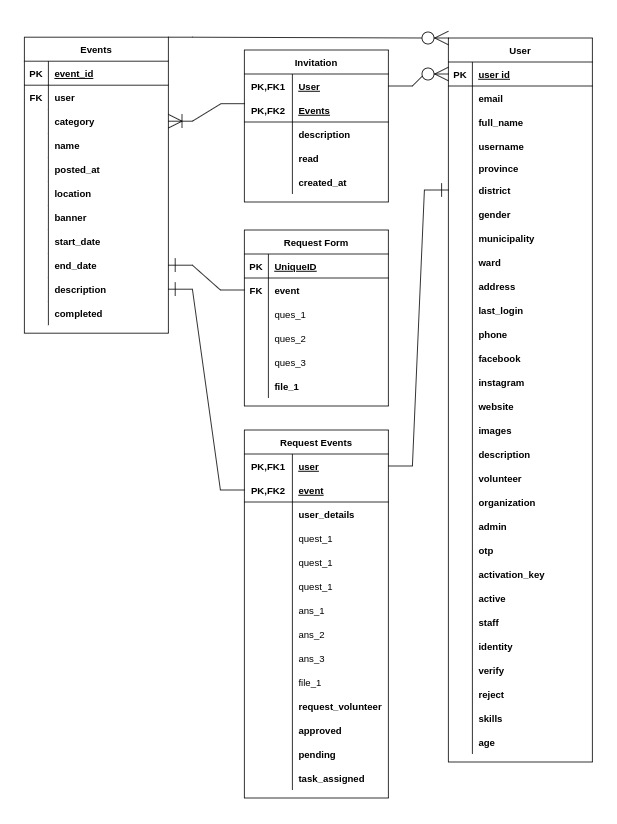 Events
PK event_id
FK user
category
name
posted_at
location
banner
start_date
end_date
description
completed
Invitation
PK,FK1 User
PK,FK2 Events
description
read
created_at
Request Form
PK UniqueID
FK event
ques_1
ques_2
ques_3
file_1
Request Events
PK,FK1 user
PK,FK2 event
user_details
quest_1
quest_1
quest_1
ans_1
ans_2
ans_3
file_1
request_volunteer
approved
pending
task_assigned
User
PK user id
email
full_name
username
province
district
gender
municipality
ward
address
last_login
phone
facebook
instagram
website
images
description
volunteer
organization
admin
otp
activation_key
active
staff
identity
verify
reject
skills
age